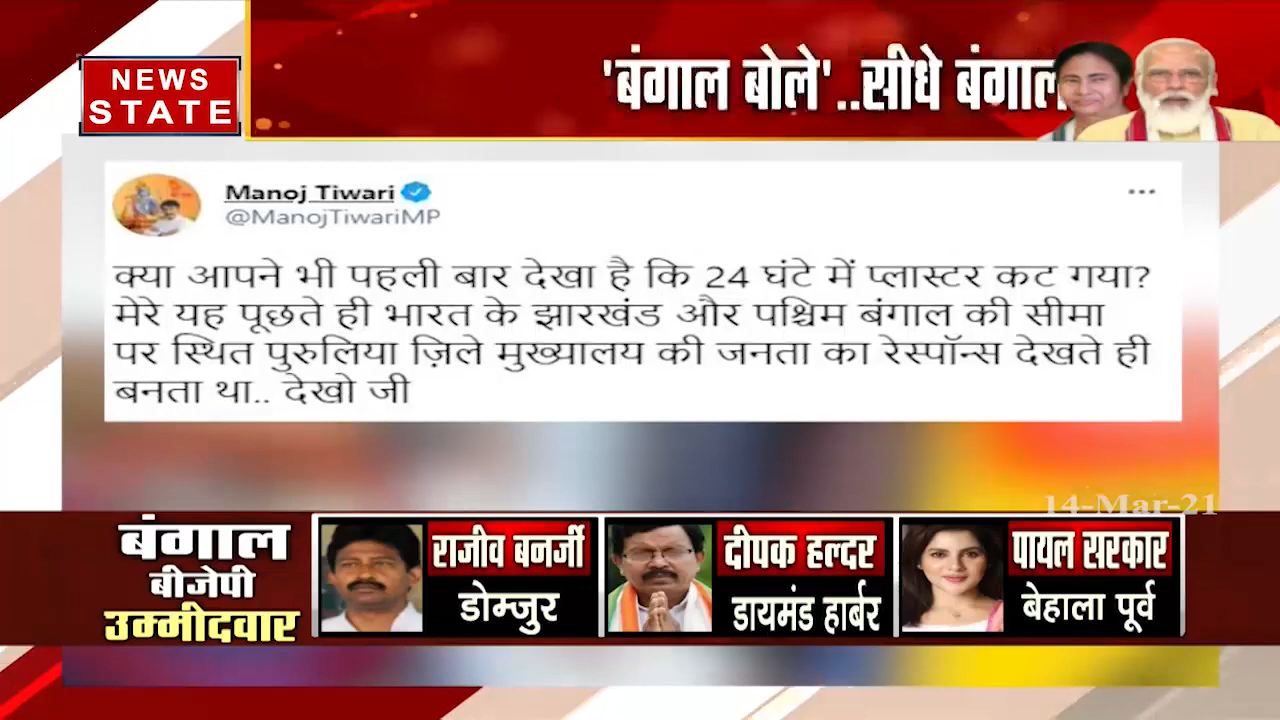 NEWS
STATE
'बंगाल बोले'..सीधे बंगाल
Manoj Tiwari
@ManojTiwariMP
क्या आपने भी पहली बार देखा है कि 24 घंटे में प्लास्टर कट गया?
मेरे यह पूछते ही भारत के झारखंड और पश्चिम बंगाल की सीमा
पर स्थित पुरुलिया ज़िले मुख्यालय की जनता का रेस्पॉन्स देखते ही
बनता था.. देखो जी
14-Mar-21
बंगाल
बीजेपी
उम्मीदवार
राजीव बनर्जी
डोम्जुर
दीपक हल्दर
डायमंड हार्बर
पायल सरकार
बेहाला पूर्व